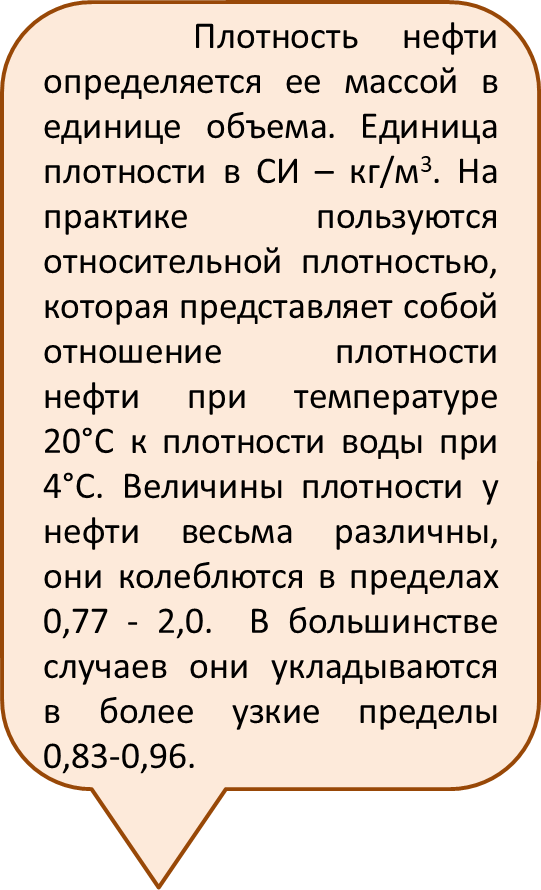 Плотность нефти
определяется ее массой в
единице объема. Единица
плотности в СИ – кг/м³. На
практике пользуются
относительной плотностью,
которая представляет собой
отношение плотности
нефти при температуре
20°С к плотности воды при
4°С. Величины плотности у
нефти весьма различны,
они колеблются в пределах
0,77 - 2,0. В большинстве
случаев они укладываются
в более узкие пределы
0,83-0,96.